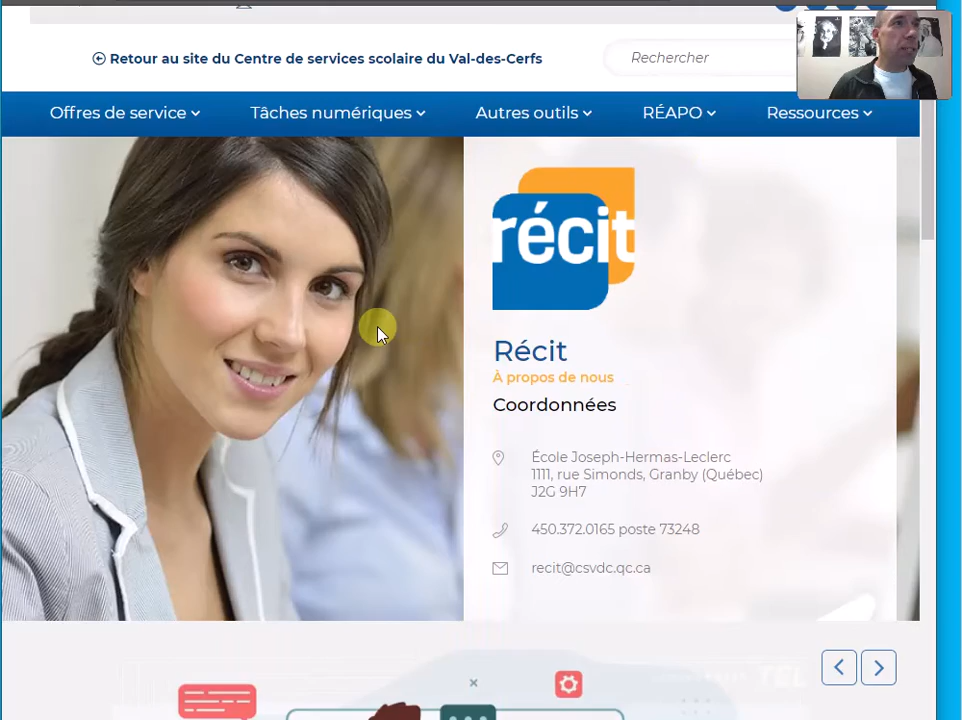 Retour au site du Centre de services scolaire du Val-des-Cerfs
Rechercher
Offres de service
Tâches numériques
Autres outils
RÉAPO
Ressources
récit
Récit
À propos de nous
Coordonnées
École Joseph-Hermas-Leclerc
1111, rue Simonds, Granby (Québec)
J2G 9H7
450.372.0165 poste 73248
recit@csvdc.qc.ca